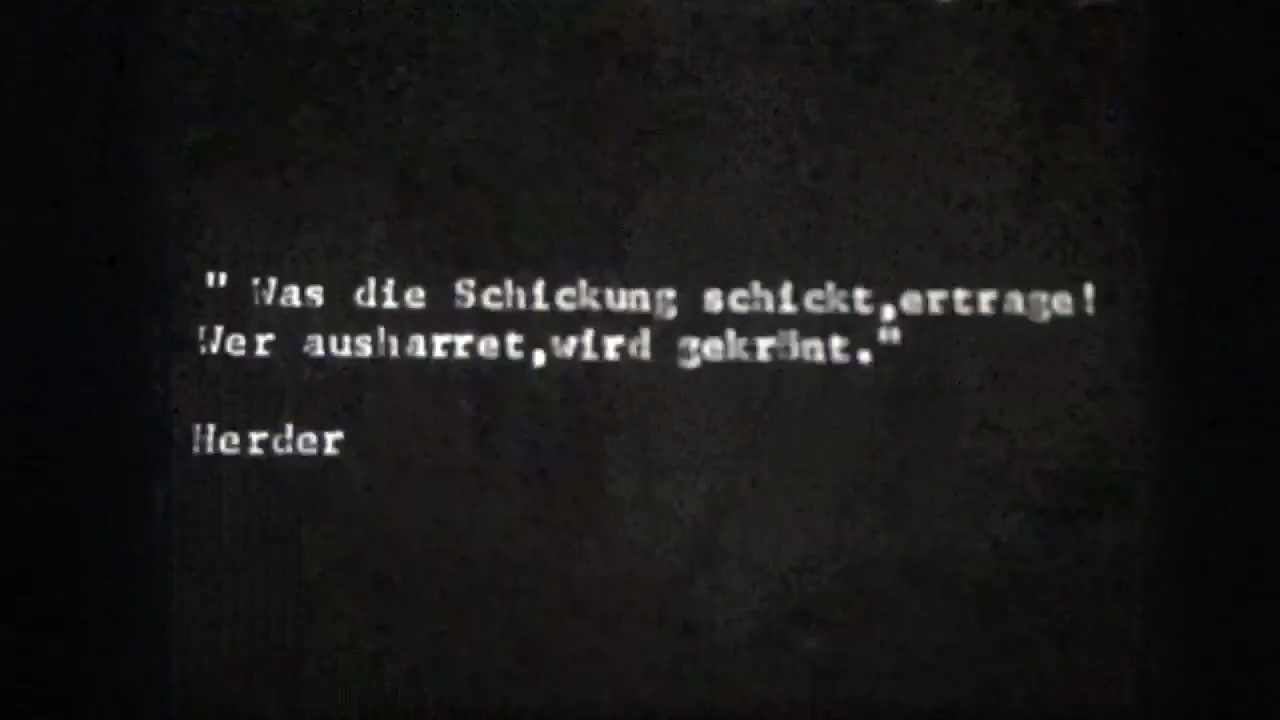 " Was die Schickung schickt,ertrage!
Wer ausharret,wird gekrönt."
Herder